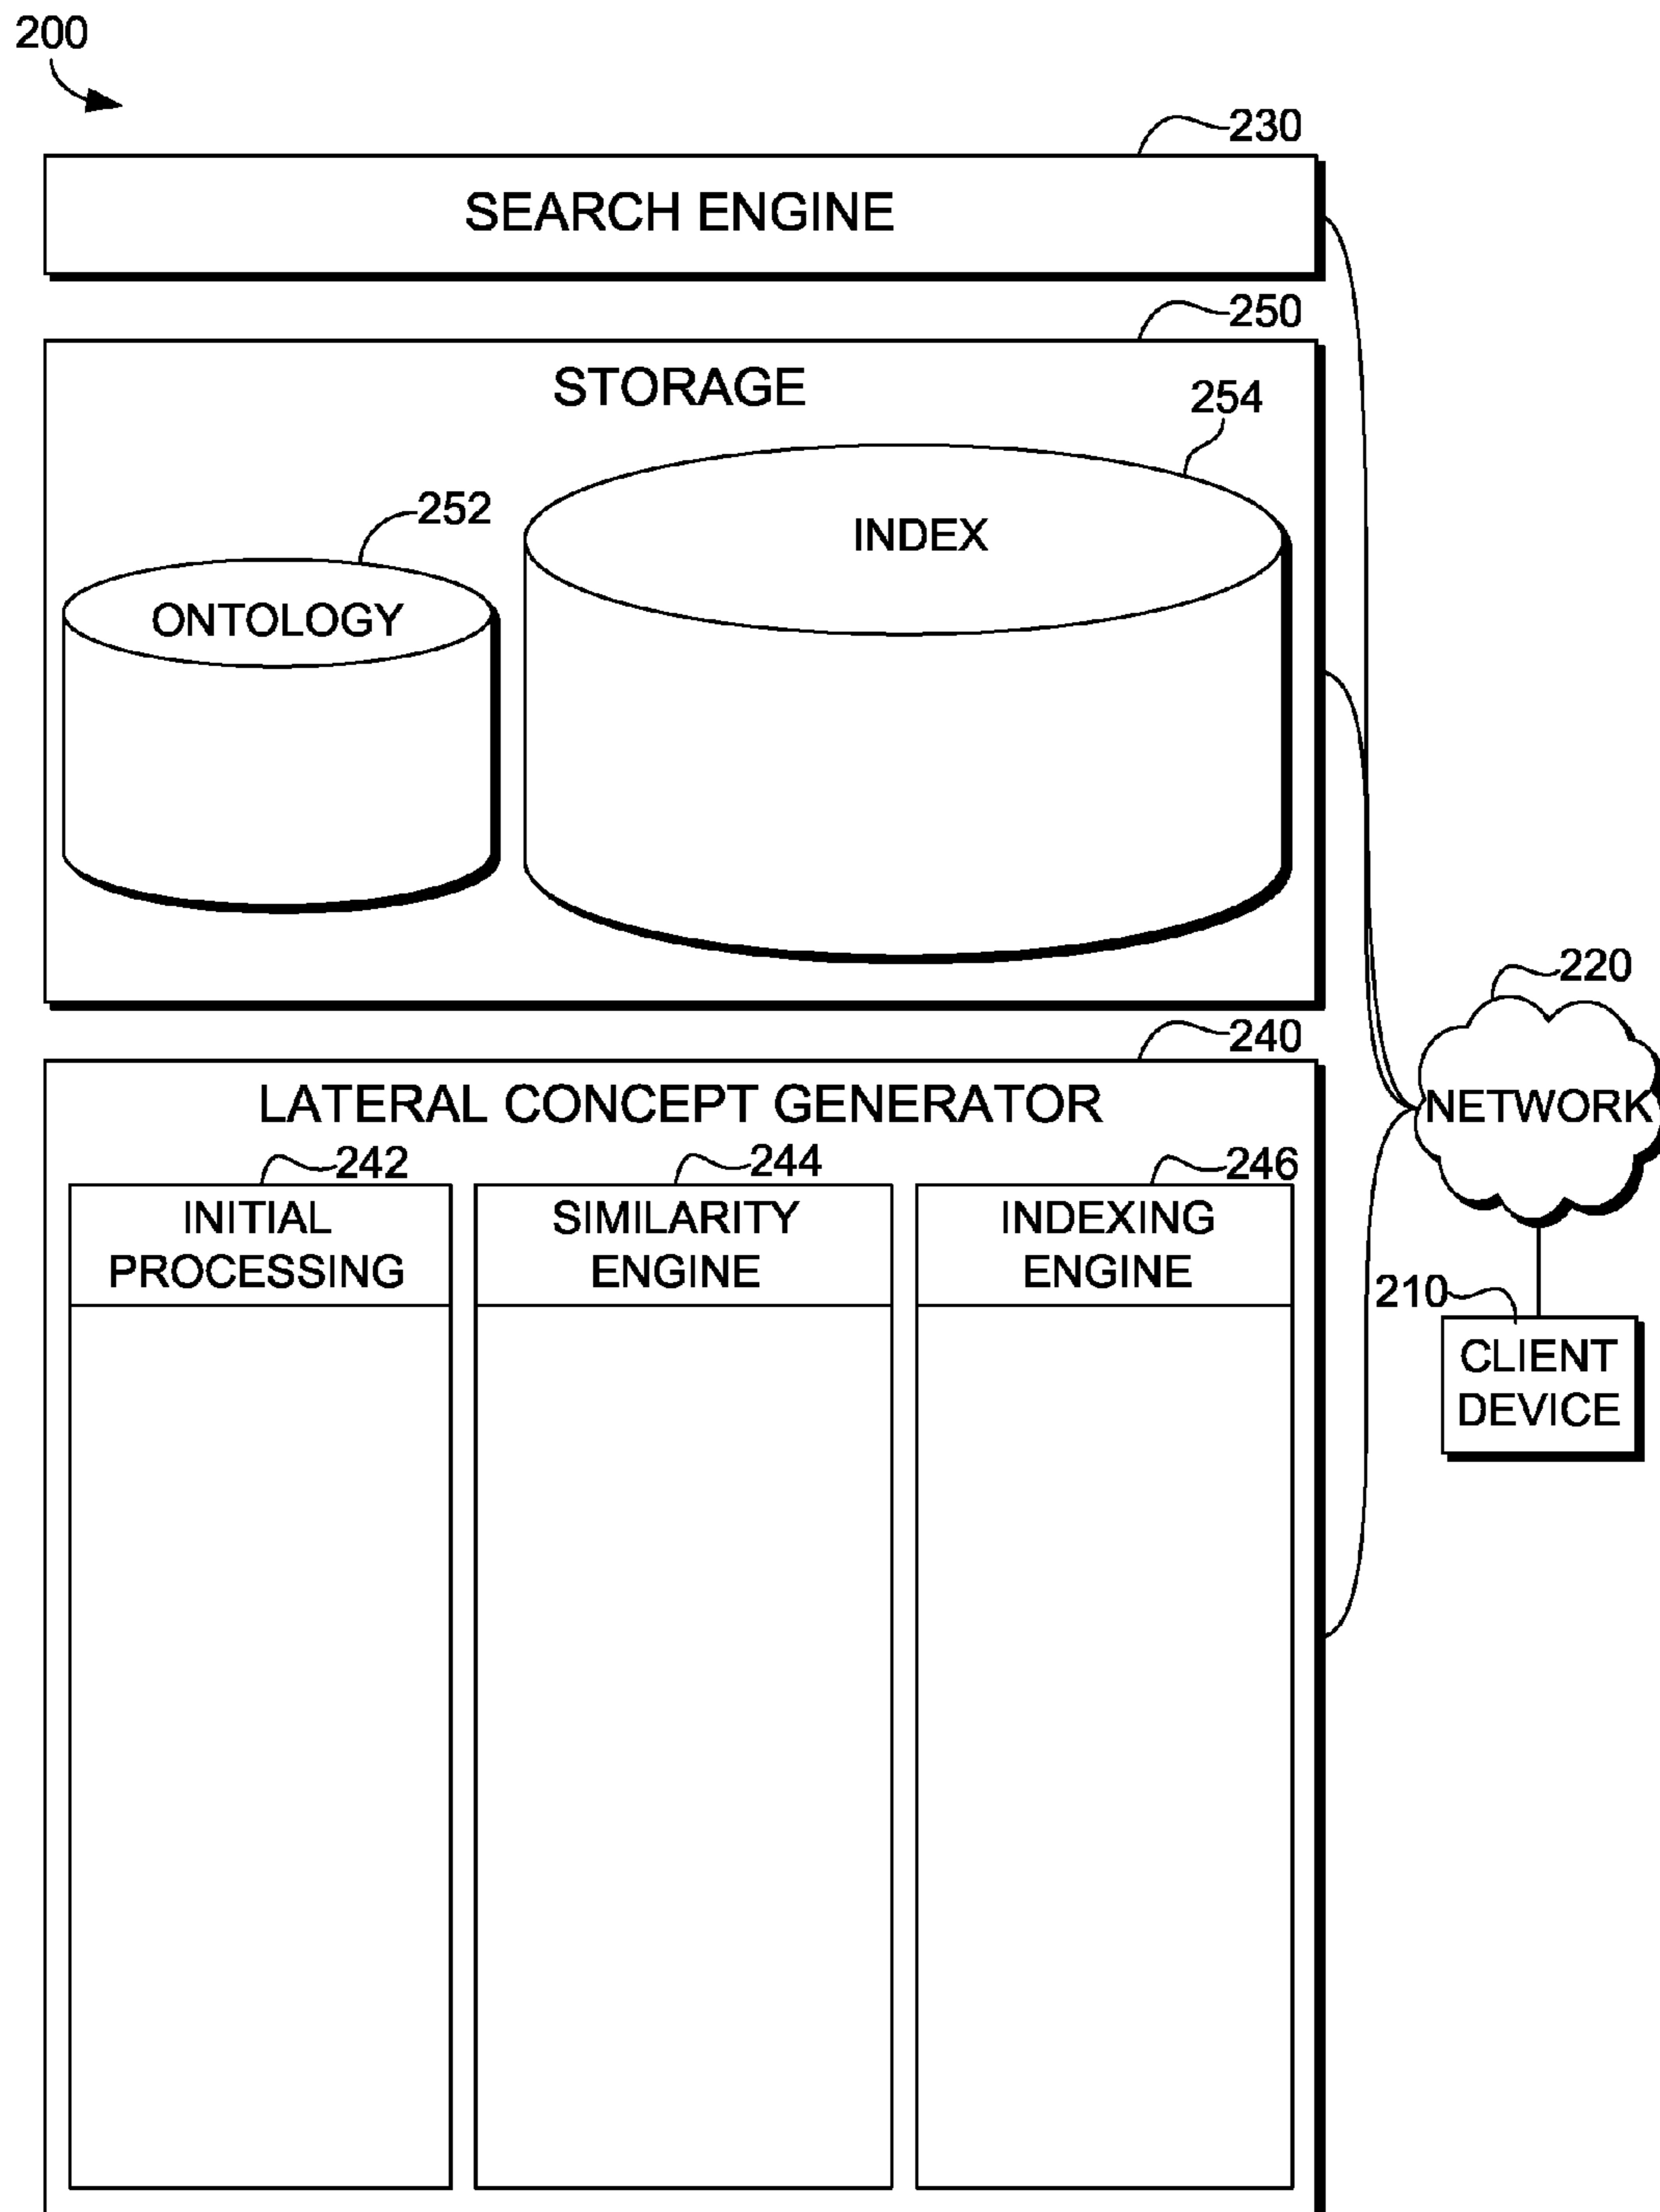 200
230
SEARCH ENGINE
250
STORAGE
254
252
INDEX
ONTOLOGY
220
240
LATERAL CONCEPT GENERATOR
NETWORK
242
244
246
INITIAL
PROCESSING
SIMILARITY
ENGINE
INDEXING
ENGINE
210
CLIENT
DEVICE